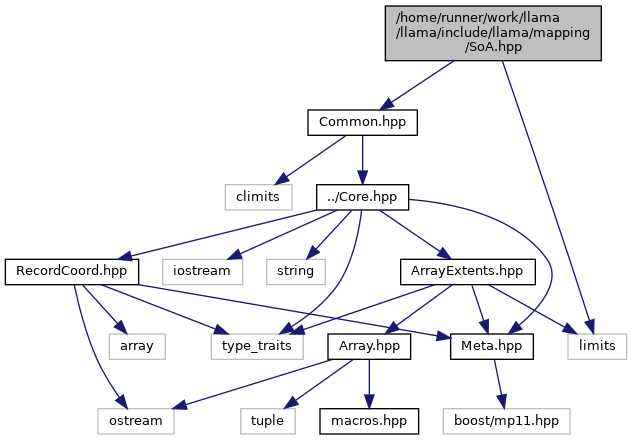 /home/runner/work/llama
/llama/include/llama/mapping
/SoA.hpp
Common.hpp
climits
../Core.hpp
RecordCoord.hpp
iostream
string
ArrayExtents.hpp
array
type_traits
Array.hpp
Meta.hpp
limits
ostream
tuple
macros.hpp
boost/mp11.hpp